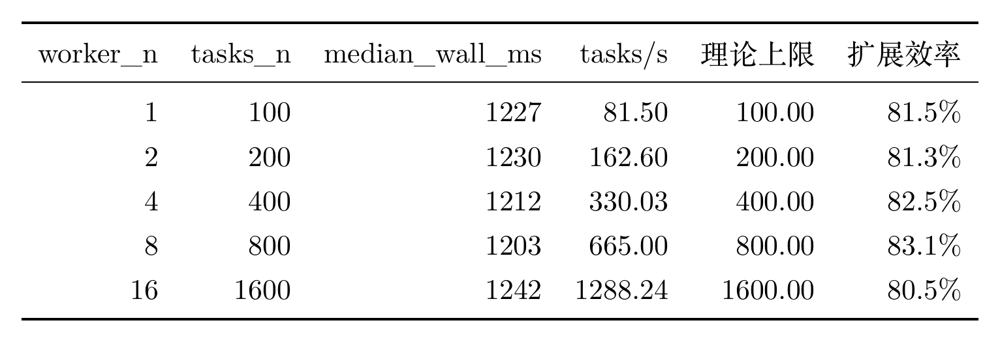 worker_n tasks_n median_wall_ms tasks/s 理论上限 扩展效率
1 100 1227 81.50 100.00 81.5%
2 200 1230 162.60 200.00 81.3%
4 400 1212 330.03 400.00 82.5%
8 800 1203 665.00 800.00 83.1%
16 1600 1242 1288.24 1600.00 80.5%